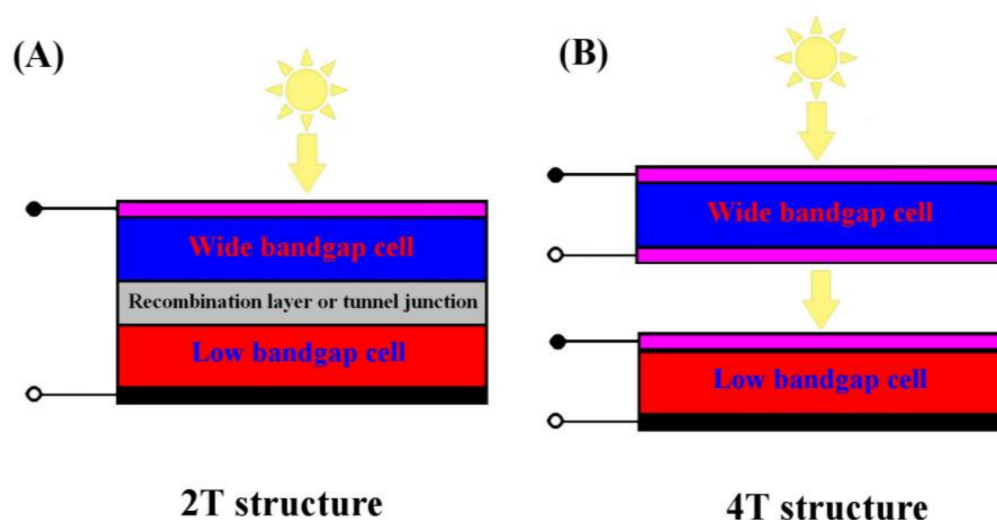 (A)
Wide bandgap cell
Recombination layer or tunnel junction
Low bandgap cell
2T structure
(B)
Wide bandgap cell
Low bandgap cell
4T structure